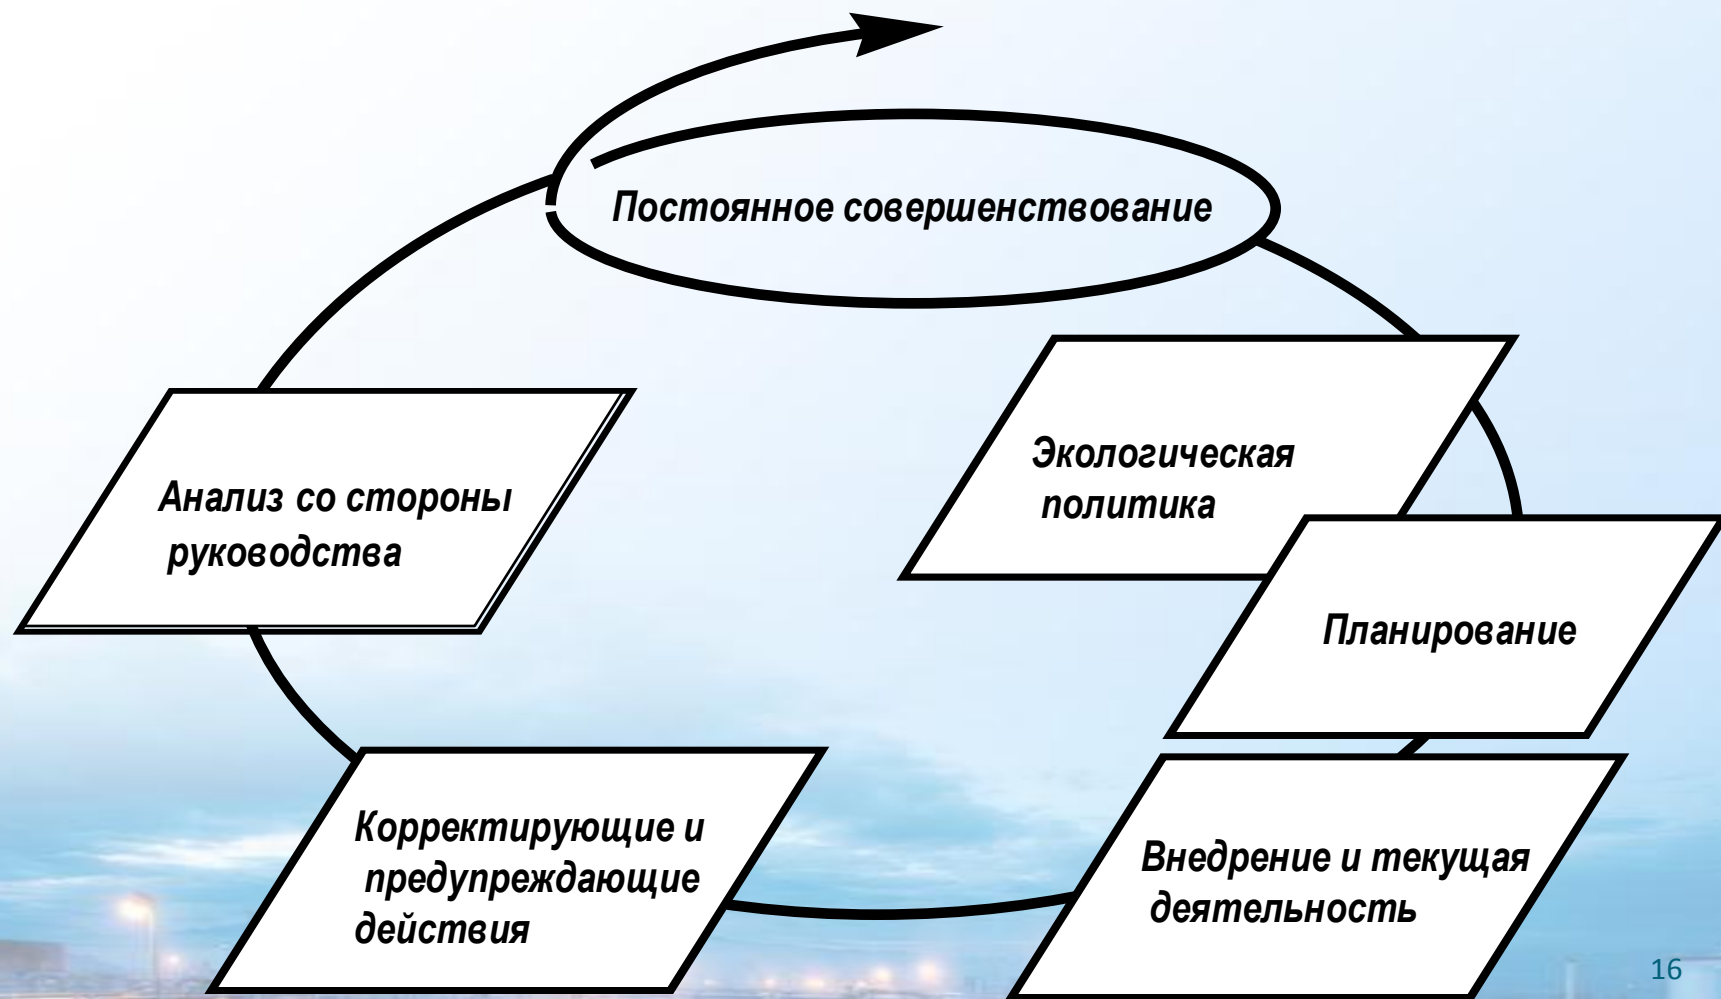 Постоянное совершенствование
Экологическая
политика
Планирование
Внедрение и текущая
деятельность
Корректирующие и
предупреждающие
действия
Анализ со стороны
руководства
16